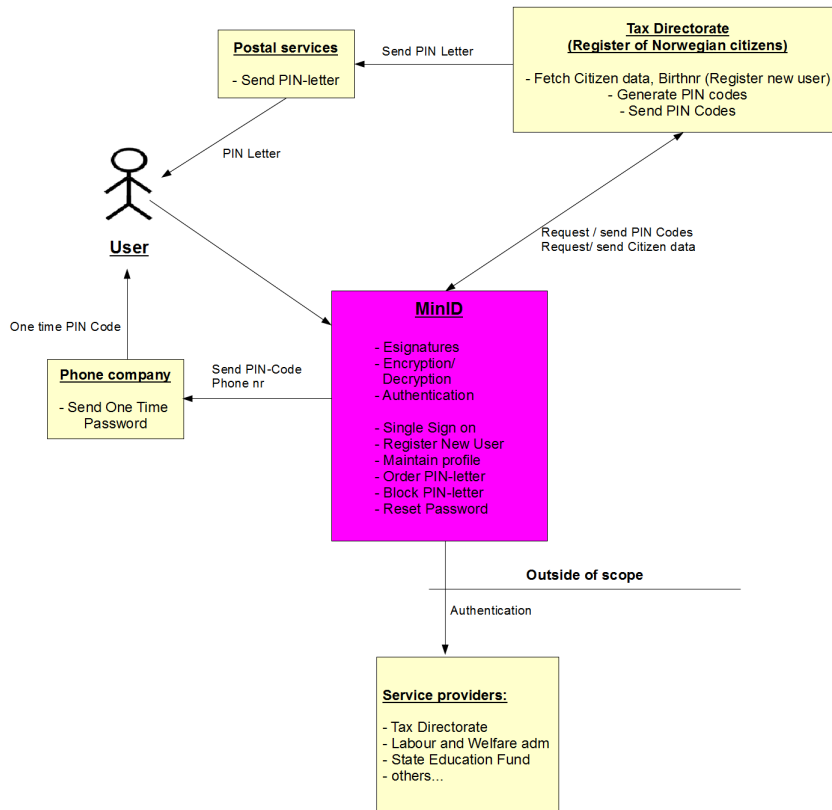 Tax Directorate
(Register of Norwegian citizens)
- Fetch Citizen data, Birthnr (Register new user)
- Generate PIN codes
- Send PIN Codes
Send PIN Letter
Postal services
- Send PIN-letter
PIN Letter
User
Request / send PIN Codes
Request/ send Citizen data
MinID
- Esignatures
- Encryption/
Decryption
- Authentication
- Single Sign on
- Register New User
- Maintain profile
- Order PIN-letter
- Block PIN-letter
- Reset Password
One time PIN Code
Send PIN-Code
Phone nr
Phone company
- Send One Time
Password
Outside of scope
Authentication
Service providers:
- Tax Directorate
- Labour and Welfare adm
- State Education Fund
- others...